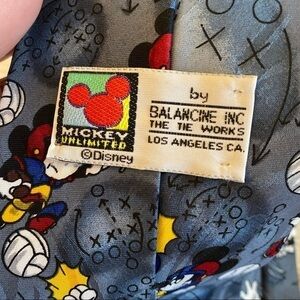 MICKEY
UNLIMITED
©Disney
by
BALANCINE INC
THE TIE WORKS
LOS ANGELES CA.